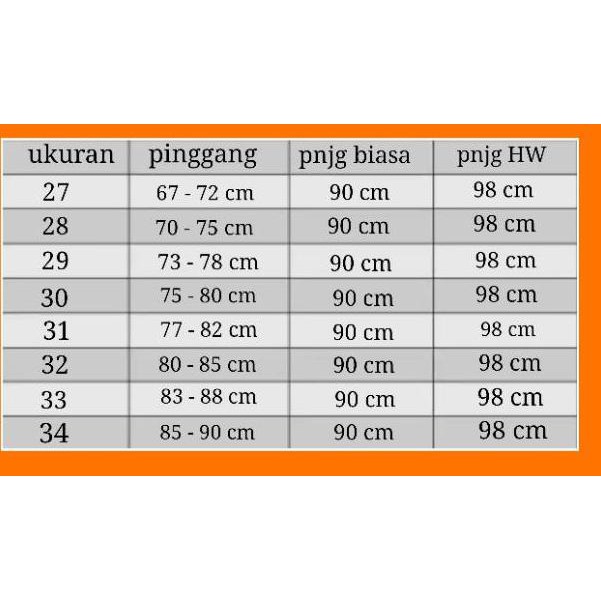 ukuran pinggang pnjg biasa pnjg HW
27 67 - 72 cm 90 cm 98 cm
28 70 - 75 cm 90 cm 98 cm
29 73 - 78 cm 90 cm 98 cm
30 75 - 80 cm 90 cm 98 cm
31 77 - 82 cm 90 cm 98 cm
32 80 - 85 cm 90 cm 98 cm
33 83 - 88 cm 90 cm 98 cm
34 85 - 90 cm 90 cm 98 cm